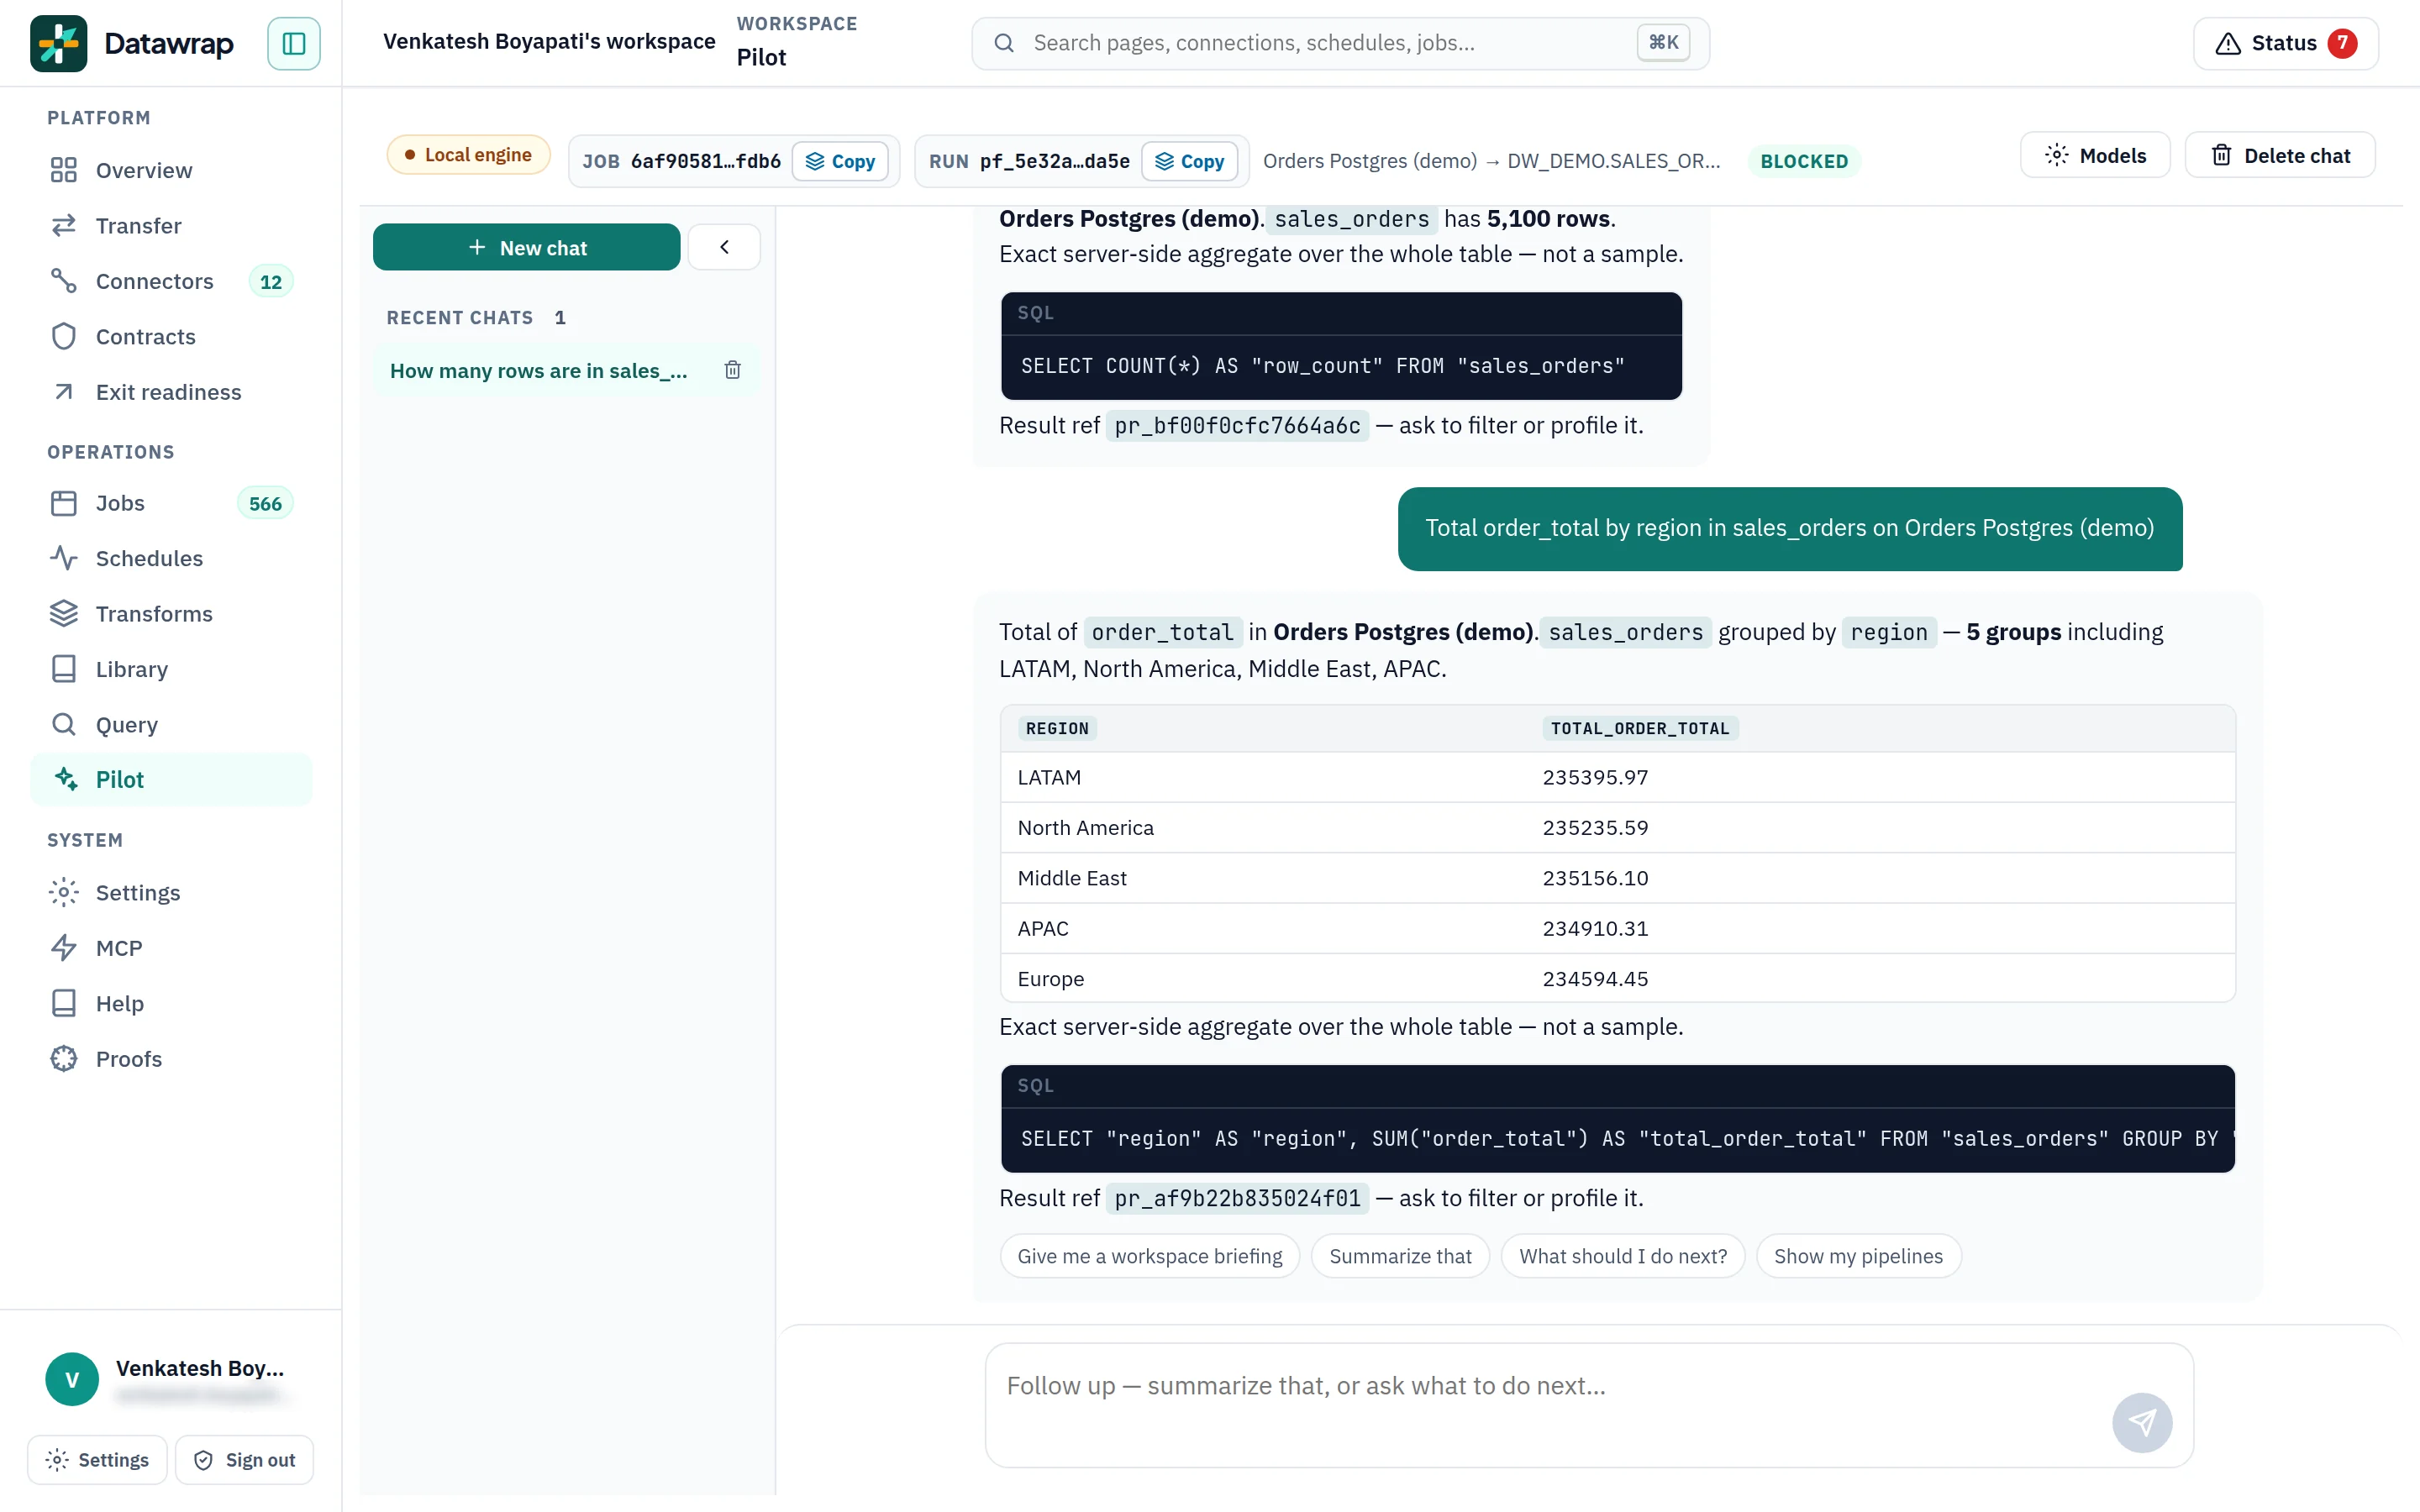 Datawrap
Venkatesh Boyapati's workspace
WORKSPACE
Pilot
Search pages, connections, schedules, jobs...
⌘K
Status 7
PLATFORM
Overview
Transfer
Connectors 12
Contracts
Exit readiness
OPERATIONS
Jobs 566
Schedules
Transforms
Library
Query
Pilot
SYSTEM
Settings
MCP
Help
Proofs
V
Venkatesh Boy...
Settings
Sign out
Local engine
JOB 6af90581…fdb6 Copy
RUN pf_5e32a…da5e Copy
Orders Postgres (demo) → DW_DEMO.SALES_OR...
BLOCKED
Models
Delete chat
+ New chat
RECENT CHATS 1
How many rows are in sales_...
Orders Postgres (demo). sales_orders has 5,100 rows.
Exact server-side aggregate over the whole table — not a sample.
SQL
SELECT COUNT(*) AS "row_count" FROM "sales_orders"
Result ref pr_bf00f0cfc7664a6c — ask to filter or profile it.
Total order_total by region in sales_orders on Orders Postgres (demo)
Total of order_total in Orders Postgres (demo). sales_orders grouped by region — 5 groups including
LATAM, North America, Middle East, APAC.
REGION TOTAL_ORDER_TOTAL
LATAM 235395.97
North America 235235.59
Middle East 235156.10
APAC 234910.31
Europe 234594.45
Exact server-side aggregate over the whole table — not a sample.
SQL
SELECT "region" AS "region", SUM("order_total") AS "total_order_total" FROM "sales_orders" GROUP BY "
Result ref pr_af9b22b835024f01 — ask to filter or profile it.
Give me a workspace briefing
Summarize that
What should I do next?
Show my pipelines
Follow up — summarize that, or ask what to do next...